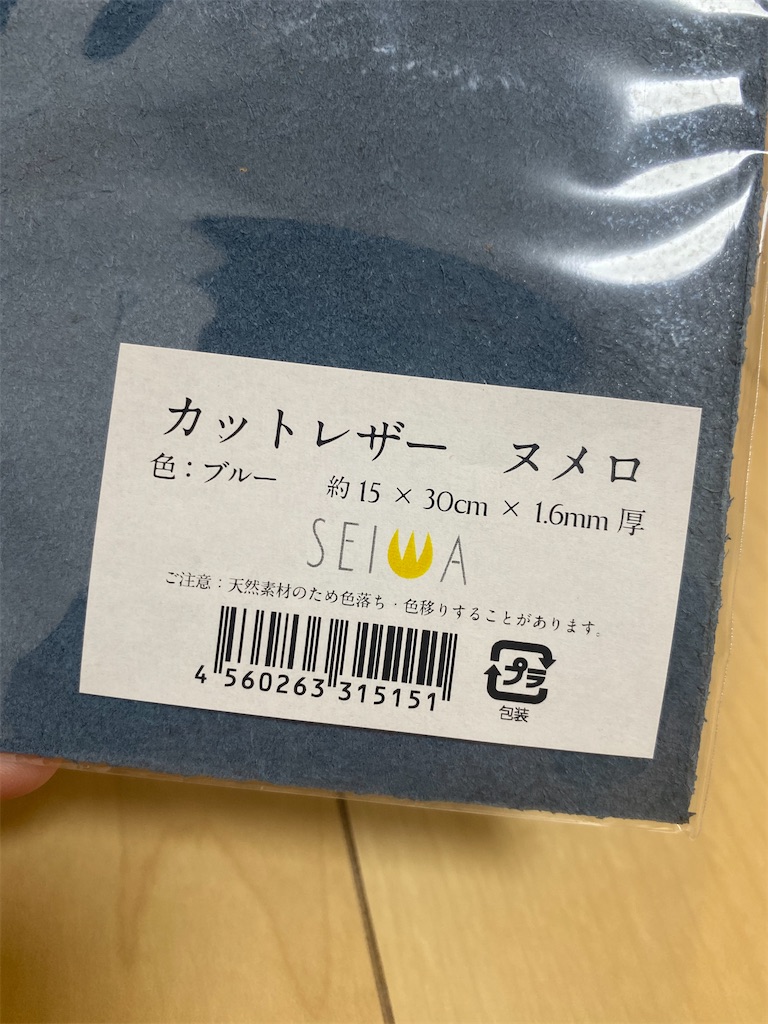 カットレザー　ヌメロ
色：ブルー　約 15 × 30cm × 1.6mm 厚
SEIWA
ご注意：天然素材のため色落ち・色移りすることがあります。
4 560263 315151
プラ
包装